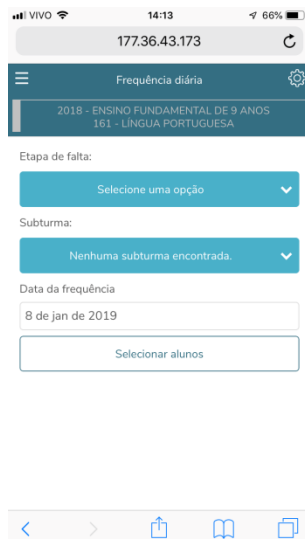 VIVO 14:13 66%
177.36.43.173
Frequência diária
2018 - ENSINO FUNDAMENTAL DE 9 ANOS
161 - LÍNGUA PORTUGUESA
Etapa de falta:
Selecione uma opção
Subturma:
Nenhuma subturma encontrada.
Data da frequência
8 de jan de 2019
Selecionar alunos